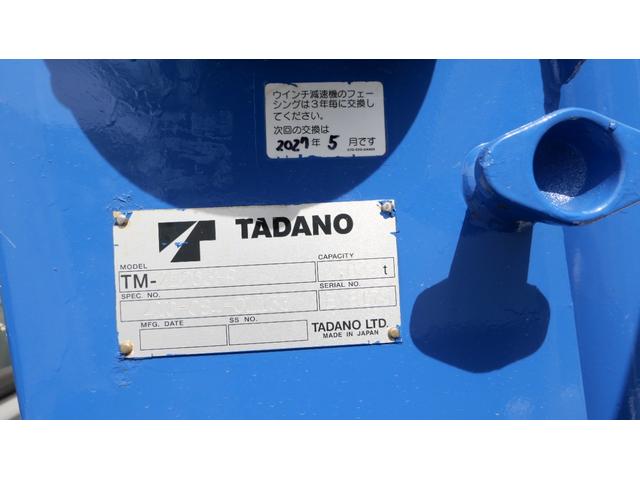 ウインチ減速機のフェー
シングは3年毎に交換し
てください。
次回の交換は
2027年 5 月です
TADANO
MODEL
CAPACITY
TM-
t
SPEC. NO.
SERIAL NO.
MFG. DATE
SS NO.
TADANO LTD.
MADE IN JAPAN